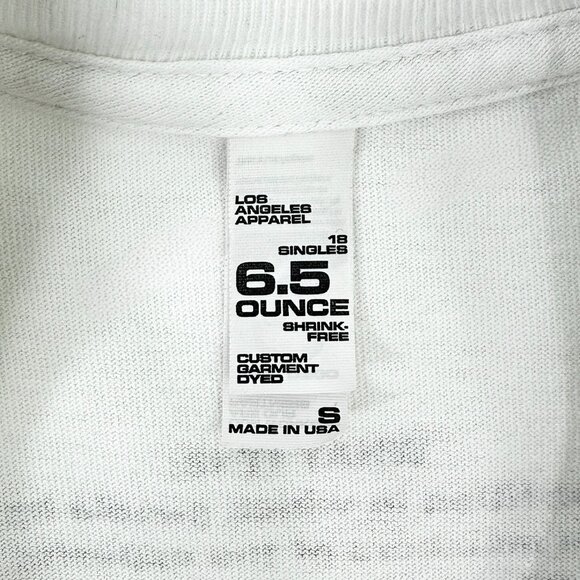 LOS
ANGELES
APPAREL
18
SINGLES
6.5
OUNCE
SHRINK-
FREE
CUSTOM
GARMENT
DYED
S
MADE IN USA